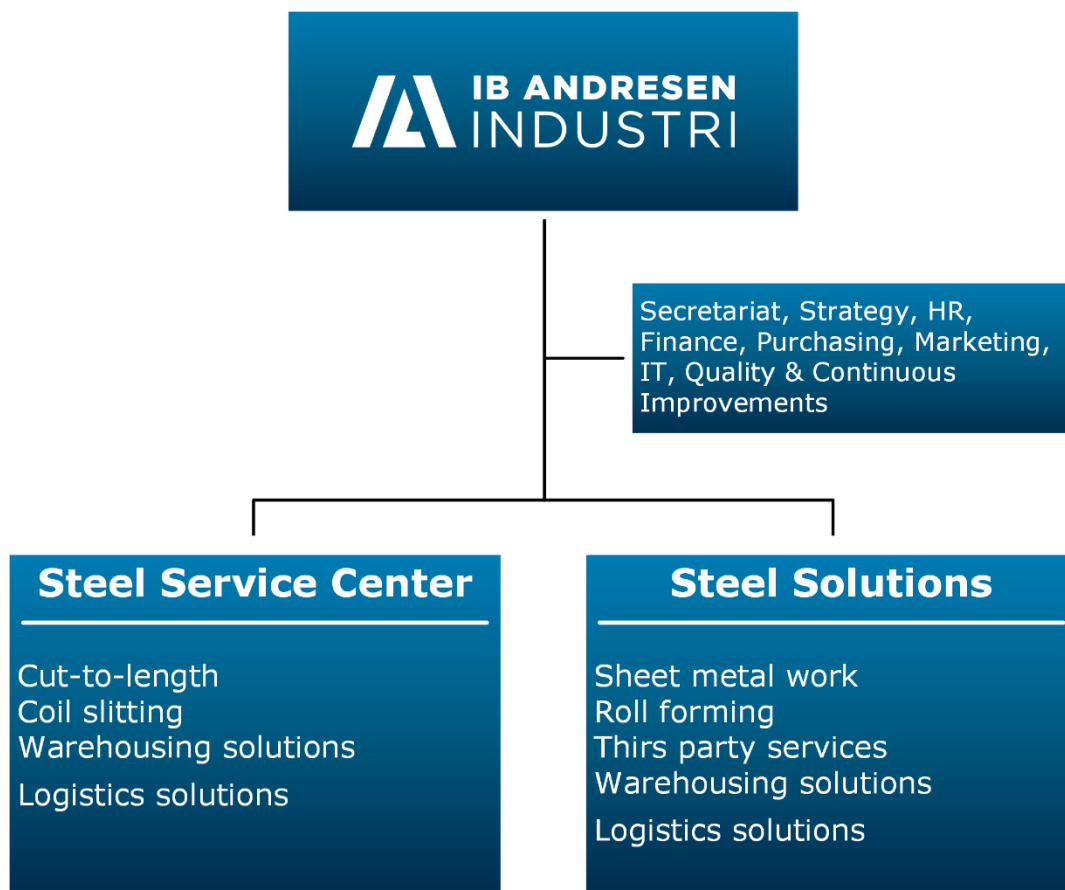 IB ANDRESEN
INDUSTRI
Secretariat, Strategy, HR,
Finance, Purchasing, Marketing,
IT, Quality & Continuous
Improvements
Steel Service Center
Cut-to-length
Coil slitting
Warehousing solutions
Logistics solutions
Steel Solutions
Sheet metal work
Roll forming
Thirs party services
Warehousing solutions
Logistics solutions